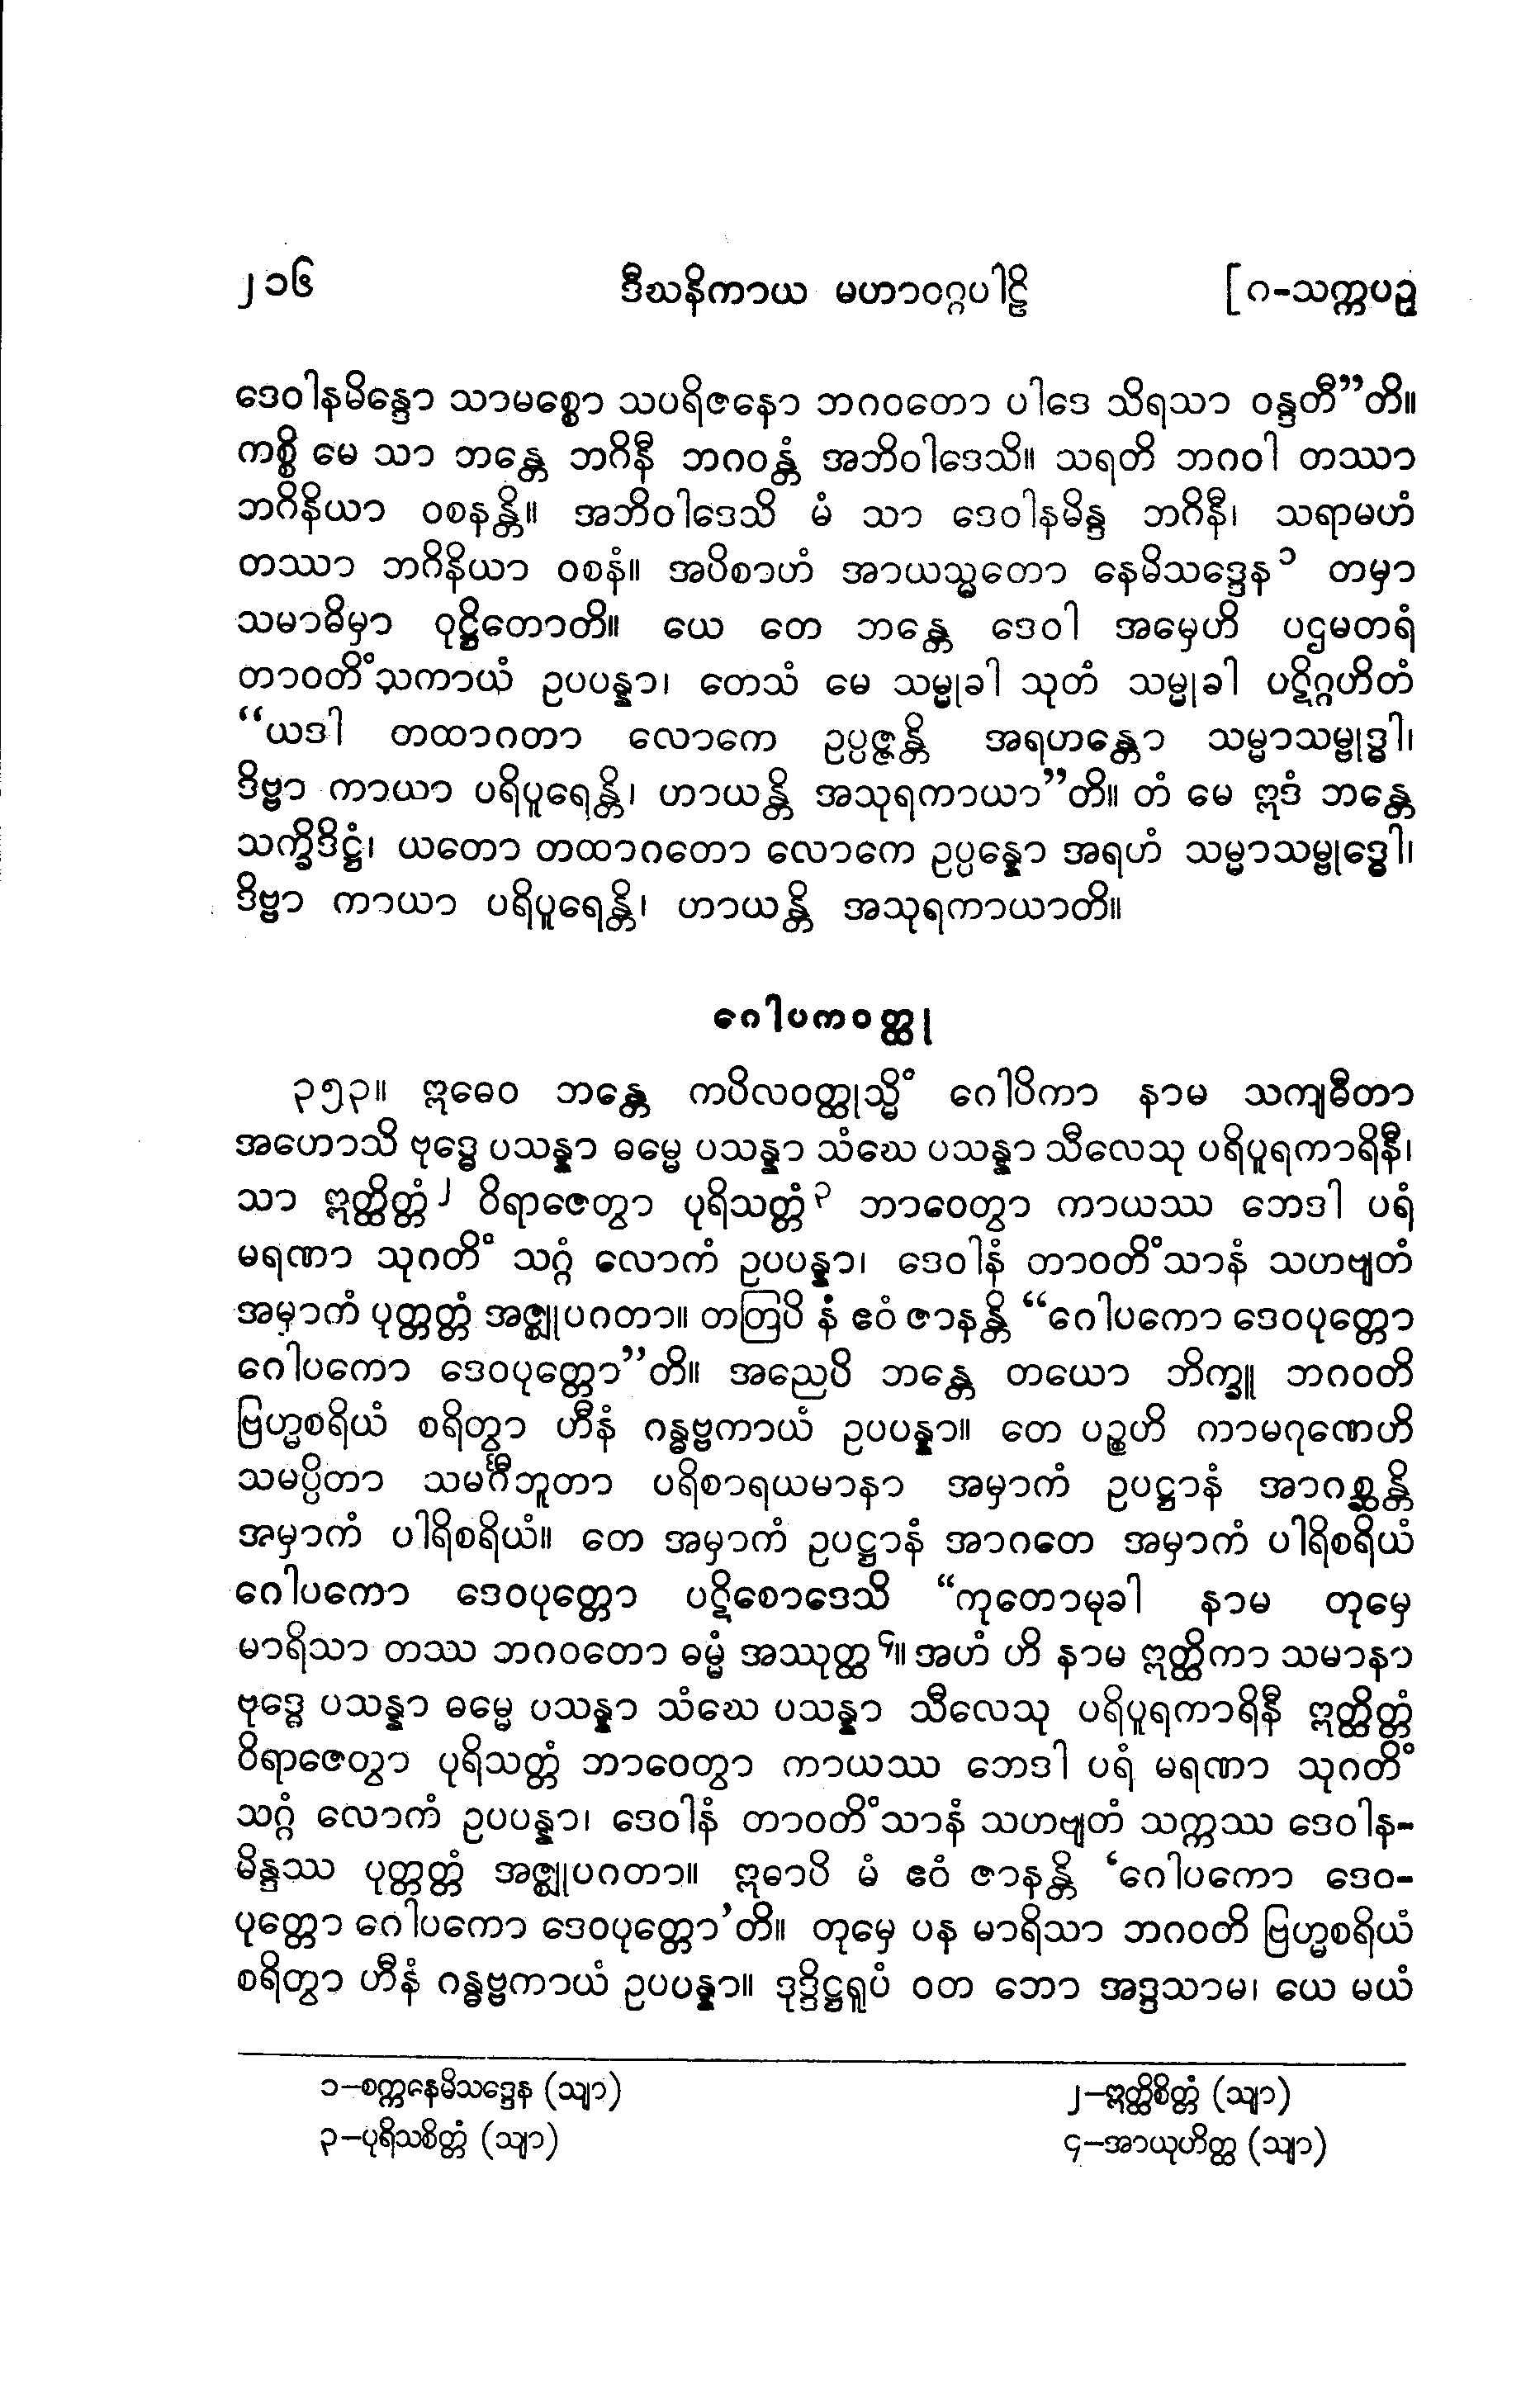 ၂၁၆ ဒီဃနိကာယ မဟာဝဂ္ဂပါဠိ [ ဂ-သက္ကပဥှ
ဒေဝါနမိန္ဒော သာမစ္စော သပရိဇနော ဘဂဝတော ပါဒေ သိရသာ ဝန္ဒတီ”တိ။
ကစ္စိ မေ သာ ဘန္တေ ဘဂိနီ ဘဂဝန္တံ အဘိဝါဒေသိ။ သရတိ ဘဂဝါ တဿာ
ဘဂိနိယာ ဝစနန္တိ။ အဘိဝါဒေသိ မံ သာ ဒေဝါနမိန္ဒ ဘဂိနီ၊ သရာမဟံ
တဿာ ဘဂိနိယာ ဝစနံ။ အပိစာဟံ အာယသ္မတော နေမိသဒ္ဒေန ၁ တမှာ
သမာဓိမှာ ဝုဋ္ဌိတောတိ။ ယေ တေ ဘန္တေ ဒေဝါ အမှေဟိ ပဌမတရံ
တာဝတိံသကာယံ ဥပပန္နာ၊ တေသံ မေ သမ္မုခါ သုတံ သမ္မုခါ ပဋိဂ္ဂဟိတံ
“ယဒါ တထာဂတာ လောကေ ဥပ္ပဇ္ဇန္တိ အရဟန္တော သမ္မာသမ္ဗုဒ္ဓါ၊
ဒိဗ္ဗာ ကာယာ ပရိပူရေန္တိ၊ ဟာယန္တိ အသုရကာယာ”တိ။ တံ မေ ဣဒံ ဘန္တေ
သက္ခိဒိဋ္ဌံ၊ ယတော တထာဂတော လောကေ ဥပ္ပန္နော အရဟံ သမ္မာသမ္ဗုဒ္ဓေါ၊
ဒိဗ္ဗာ ကာယာ ပရိပူရေန္တိ၊ ဟာယန္တိ အသုရကာယာတိ။
ဂေါပကဝတ္ထု
၃၅၃။ ဣဓေဝ ဘန္တေ ကပိလဝတ္ထုသ္မိံ ဂေါပိကာ နာမ သကျဓီတာ
အဟောသိ ဗုဒ္ဓေ ပသန္နာ ဓမ္မေ ပသန္နာ သံဃေ ပသန္နာ သီလေသု ပရိပူရကာရိနီ၊
သာ ဣတ္ထိတ္တံ ၂ ဝိရာဇေတွာ ပုရိသတ္တံ ၃ ဘာဝေတွာ ကာယဿ ဘေဒါ ပရံ
မရဏာ သုဂတိံ သဂ္ဂံ လောကံ ဥပပန္နာ၊ ဒေဝါနံ တာဝတိံသာနံ သဟဗျတံ
အမှာကံ ပုတ္တတ္တံ အဇ္ဈုပဂတာ။ တတြပိ နံ ဧဝံ ဇာနန္တိ “ဂေါပကော ဒေဝပုတ္တော
ဂေါပကော ဒေဝပုတ္တော”တိ။ အညေပိ ဘန္တေ တယော ဘိက္ခူ ဘဂဝတိ
ဗြဟ္မစရိယံ စရိတွာ ဟီနံ ဂန္ဓဗ္ဗကာယံ ဥပပန္နာ။ တေ ပဉ္စဟိ ကာမဂုဏေဟိ
သမပ္ပိတာ သမင်္ဂီဘူတာ ပရိစာရယမာနာ အမှာကံ ဥပဋ္ဌာနံ အာဂစ္ဆန္တိ
အမှာကံ ပါရိစရိယံ။ တေ အမှာကံ ဥပဋ္ဌာနံ အာဂတေ အမှာကံ ပါရိစရိယံ
ဂေါပကော ဒေဝပုတ္တော ပဋိစောဒေသိ “ကုတောမုခါ နာမ တုမှေ
မာရိသာ တဿ ဘဂဝတော ဓမ္မံ အဿုတ္ထ ၄။ အဟံ ဟိ နာမ ဣတ္ထိကာ သမာနာ
ဗုဒ္ဓေ ပသန္နာ ဓမ္မေ ပသန္နာ သံဃေ ပသန္နာ သီလေသု ပရိပူရကာရိနီ ဣတ္ထိတ္တံ
ဝိရာဇေတွာ ပုရိသတ္တံ ဘာဝေတွာ ကာယဿ ဘေဒါ ပရံ မရဏာ သုဂတိံ
သဂ္ဂံ လောကံ ဥပပန္နာ၊ ဒေဝါနံ တာဝတိံသာနံ သဟဗျတံ သက္ကဿ ဒေဝါန-
မိန္ဒဿ ပုတ္တတ္တံ အဇ္ဈုပဂတာ။ ဣဓာပိ မံ ဧဝံ ဇာနန္တိ ‘ဂေါပကော ဒေဝ-
ပုတ္တော ဂေါပကော ဒေဝပုတ္တော’တိ။ တုမှေ ပန မာရိသာ ဘဂဝတိ ဗြဟ္မစရိယံ
စရိတွာ ဟီနံ ဂန္ဓဗ္ဗကာယံ ဥပပန္နာ။ ဒုဒ္ဒိဋ္ဌရူပံ ဝတ ဘော အဒ္ဒသာမ၊ ယေ မယံ
၁-စက္ကနေမိသဒ္ဒေန (သျာ) ၂-ဣတ္ထိစိတ္တံ (သျာ)
၃-ပုရိသစိတ္တံ (သျာ) ၄-အာယုဟိတ္ထ (သျာ)